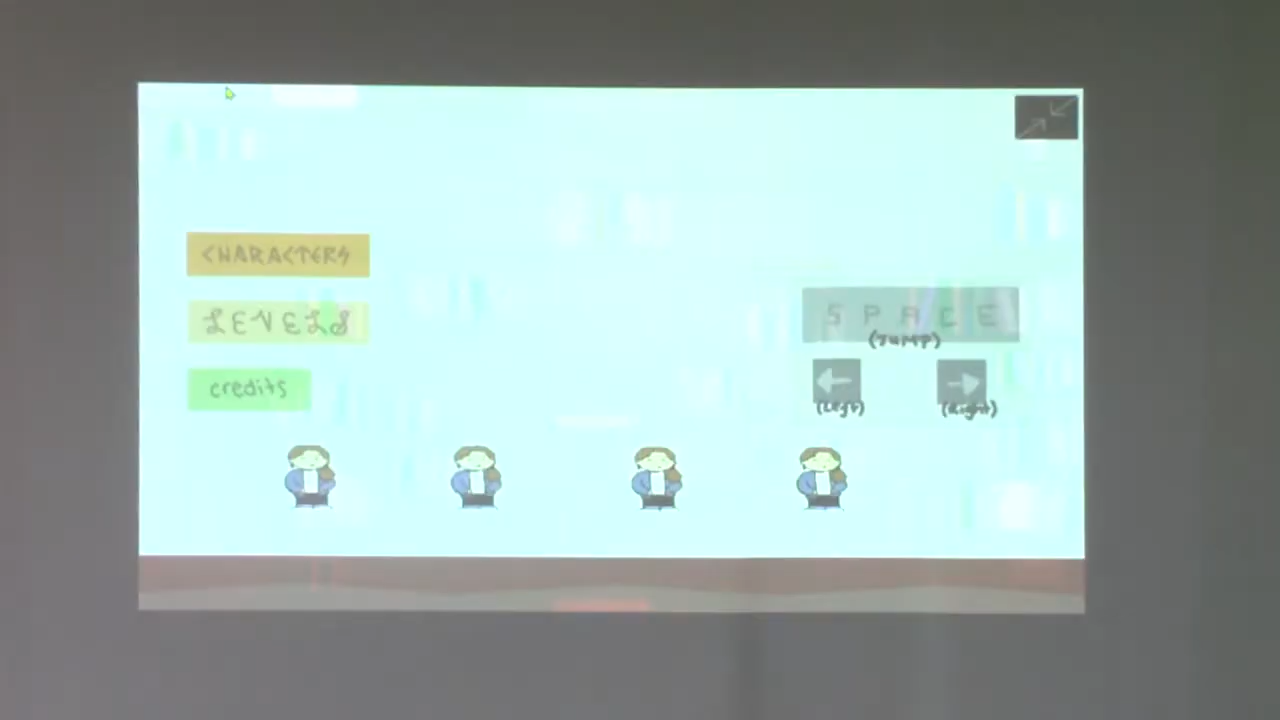 CHARACTERS
LEVELS
credits
SPACE
(JUMP)
(Left)
(Right)